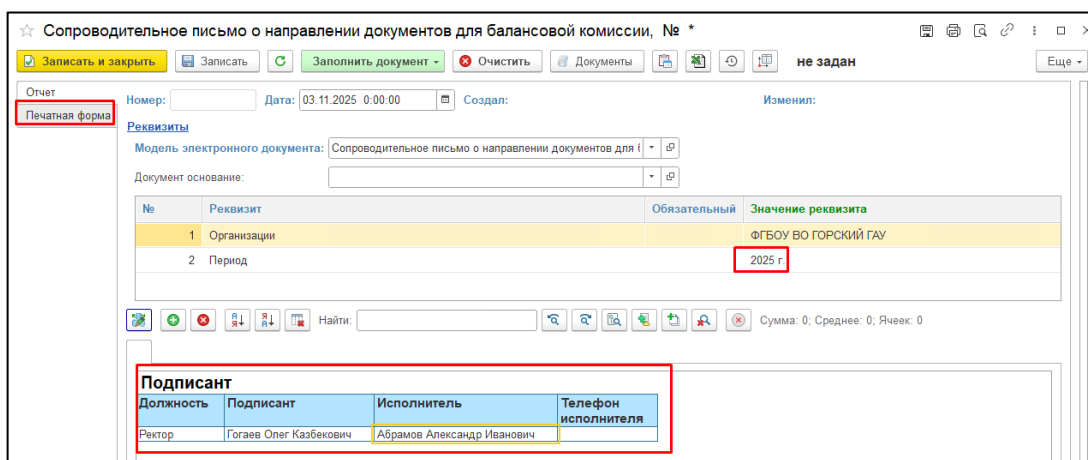 Сопроводительное письмо о направлении документов для балансовой комиссии, № *
Записать и закрыть Записать Заполнить документ Очистить Документы не задан Еще
Отчет
Печатная форма
Номер: Дата: 03.11.2025 0:00:00 Создал: Изменил:
Реквизиты
Модель электронного документа: Сопроводительное письмо о направлении документов для
Документ основание:
№ Реквизит Обязательный Значение реквизита
1 Организации ФГБОУ ВО ГОРСКИЙ ГАУ
2 Период 2025 г.
Найти: Сумма: 0; Среднее: 0; Ячеек: 0
Подписант
Должность Подписант Исполнитель Телефон исполнителя
Ректор Гогаев Олег Казбекович Абрамов Александр Иванович